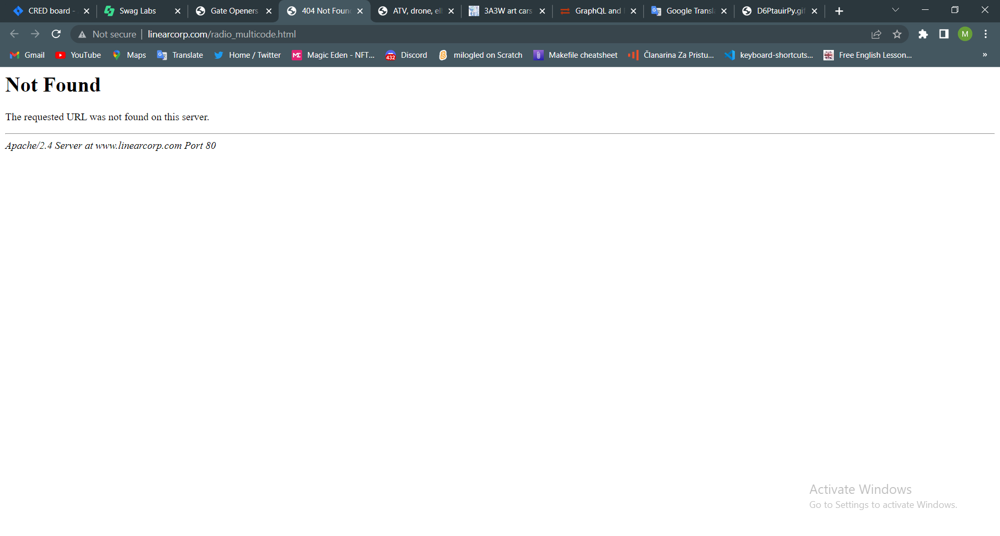 CRED board -
Swag Labs
Gate Openers
404 Not Foun
ATV, drone, el
3A3W art cars
GraphQL and
Google Transl
D6PtauirPy.gif
Not secure
linearcorp.com/radio_multicode.html
M
Gmail
YouTube
Maps
Translate
Home / Twitter
ME
Magic Eden - NFT...
432
Discord
milogled on Scratch
Makefile cheatsheet
Članarina Za Pristu...
keyboard-shortcuts...
Free English Lesson...
»
Not Found
The requested URL was not found on this server.
Apache/2.4 Server at www.linearcorp.com Port 80
Activate Windows
Go to Settings to activate Windows.